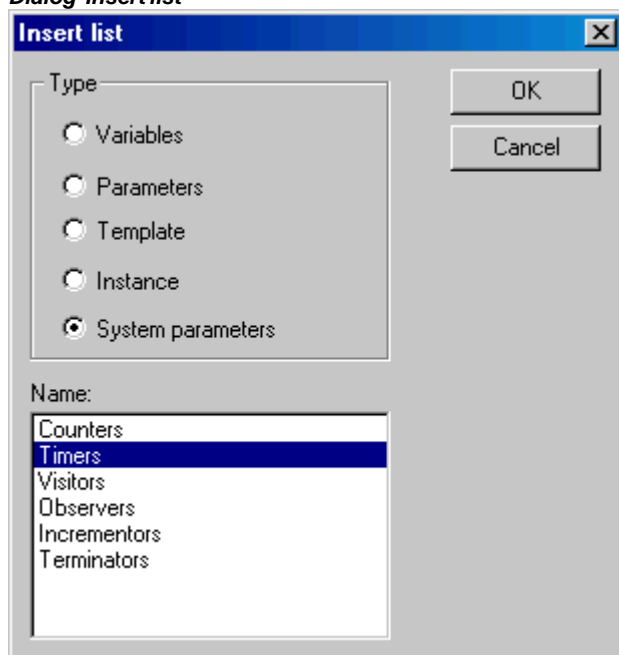 Dialog Insert list
Insert list
Type
Variables
Parameters
Template
Instance
System parameters
OK
Cancel
Name:
Counters
Timers
Visitors
Observers
Incrementors
Terminators